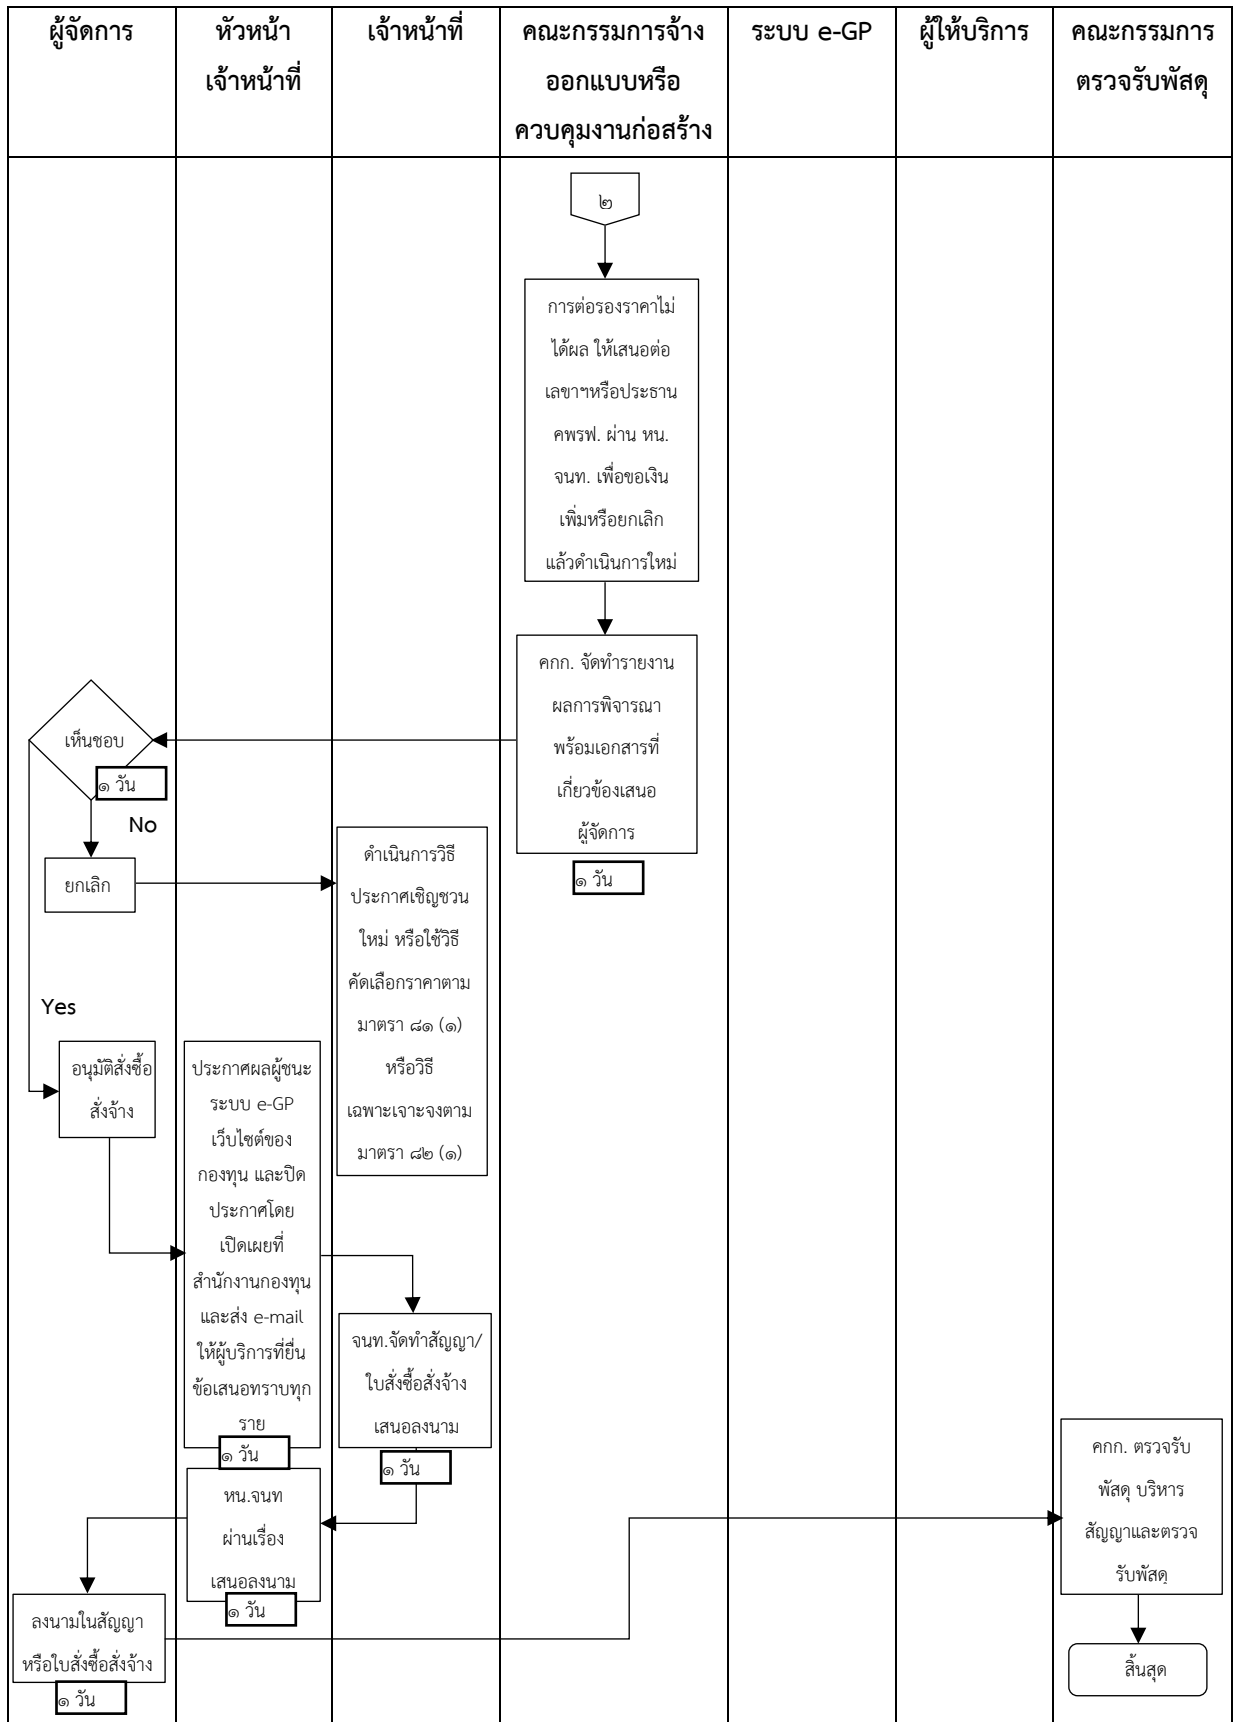 ผู้จัดการ
หัวหน้า
เจ้าหน้าที่
เจ้าหน้าที่
คณะกรรมการจ้าง
ออกแบบหรือ
ควบคุมงานก่อสร้าง
ระบบ e-GP
ผู้ให้บริการ
คณะกรรมการ
ตรวจรับพัสดุ
๒
การต่อรองราคาไม่
ได้ผล ให้เสนอต่อ
เลขาฯหรือประธาน
คพรฟ. ผ่าน หน.
จนท. เพื่อขอเงิน
เพิ่มหรือยกเลิก
แล้วดำเนินการใหม่
คกก. จัดทำรายงาน
ผลการพิจารณา
พร้อมเอกสารที่
เกี่ยวข้องเสนอ
ผู้จัดการ
๑ วัน
เห็นชอบ
๑ วัน
No
ยกเลิก
ดำเนินการวิธี
ประกาศเชิญชวน
ใหม่ หรือใช้วิธี
คัดเลือกราคาตาม
มาตรา ๘๑ (๑)
หรือวิธี
เฉพาะเจาะจงตาม
มาตรา ๘๒ (๑)
Yes
อนุมัติสั่งซื้อ
สั่งจ้าง
ประกาศผลผู้ชนะ
ระบบ e-GP
เว็บไซต์ของ
กองทุน และปิด
ประกาศโดย
เปิดเผยที่
สำนักงานกองทุน
และส่ง e-mail
ให้ผู้บริการที่ยื่น
ข้อเสนอทราบทุก
ราย
๑ วัน
จนท.จัดทำสัญญา/
ใบสั่งซื้อสั่งจ้าง
เสนอลงนาม
๑ วัน
หน.จนท
ผ่านเรื่อง
เสนอลงนาม
๑ วัน
ลงนามในสัญญา
หรือใบสั่งซื้อสั่งจ้าง
๑ วัน
คกก. ตรวจรับ
พัสดุ บริหาร
สัญญาและตรวจ
รับพัสดุ
สิ้นสุด